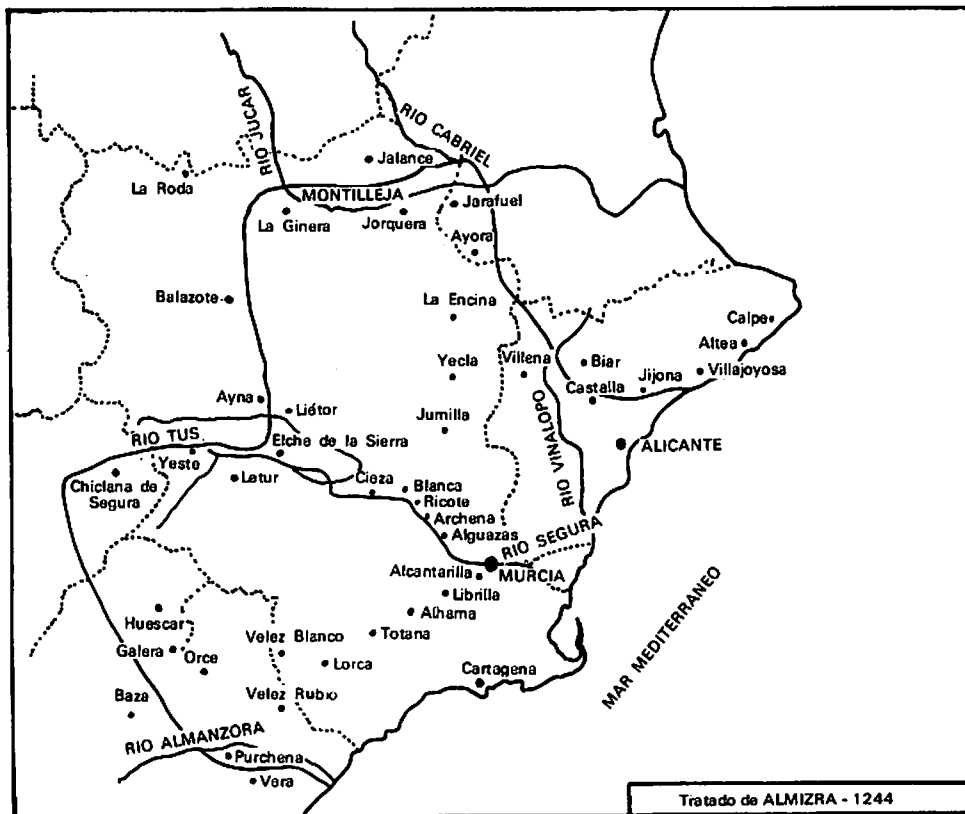 RIO JUCAR
RIO CABRIEL
Jalance
La Roda
MONTILLEJA
Jarafuel
La Ginera
Jorquera
Ayora
Balazote
La Encina
Calpe
Altea
Yecla
Villena
Biar
Villajoyosa
Jijona
Castalla
Ayna
Liétor
Jumilla
RIO VINALOPO
RIO TUS
Elche de la Sierra
ALICANTE
Yeste
Letur
Cieza
Blanca
Chiclana de
Segura
Ricote
Archena
Alguazas
RIO SEGURA
Alcantarilla
MURCIA
Librilla
Alhama
Huescar
Velez Blanco
Totana
Galera
Orce
Lorca
Cartagena
MAR MEDITERRANEO
Baza
Velez Rubio
RIO ALMANZORA
Purchena
Vera
Tratado de ALMIZRA - 1244